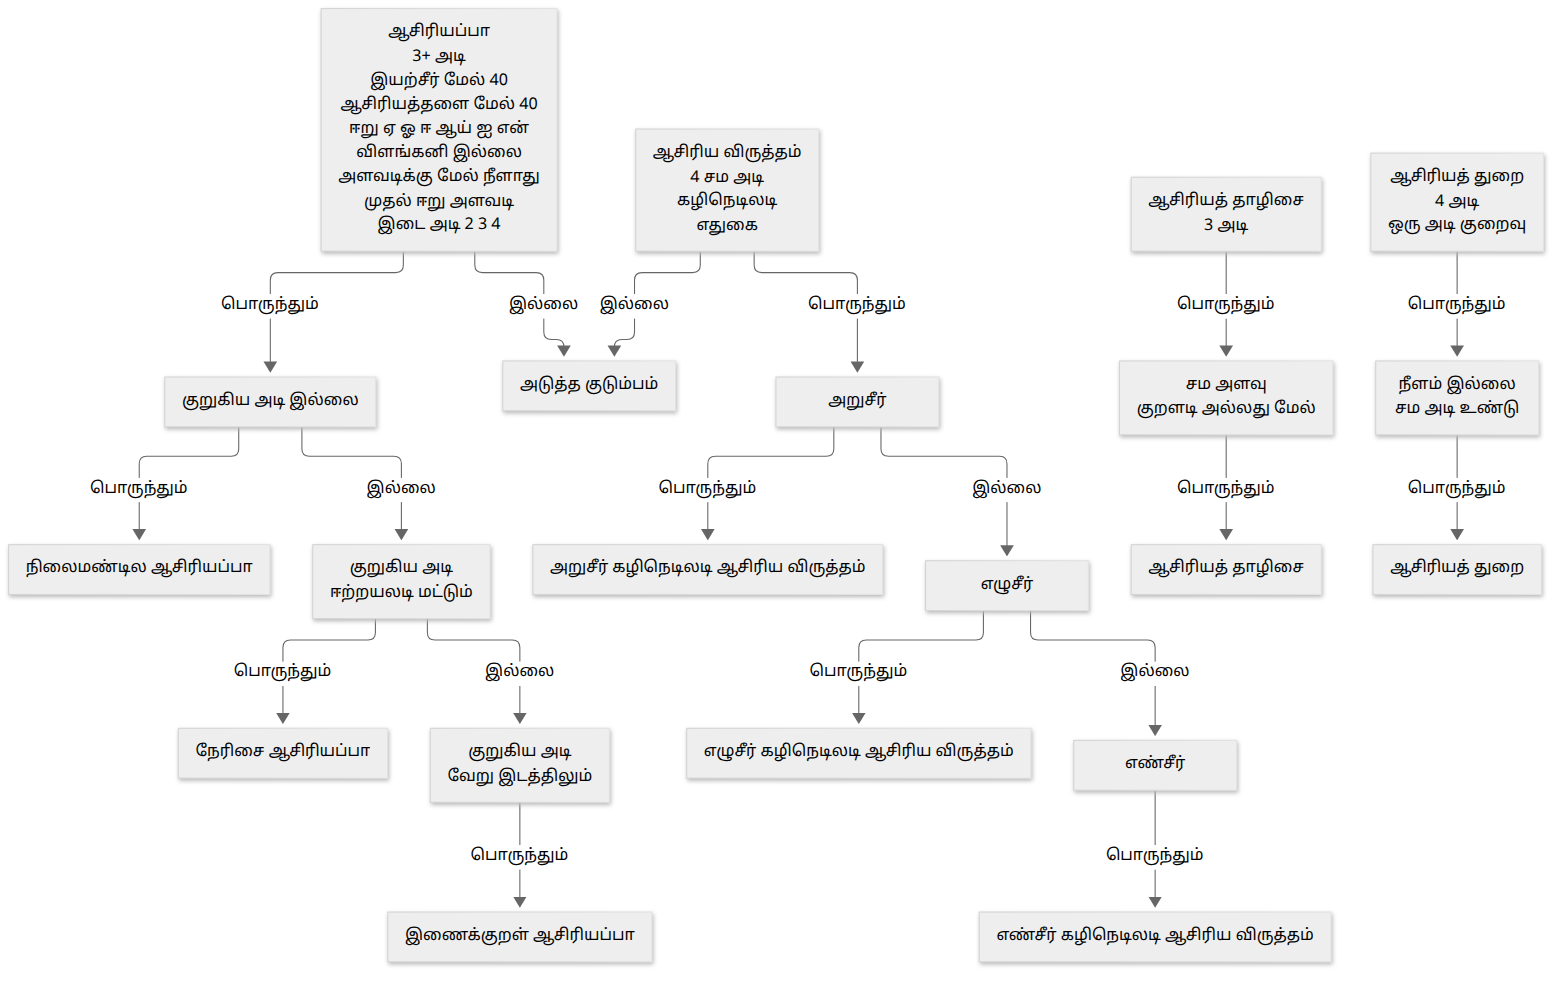 ஆசிரியப்பா
3+ அடி
இயற்சீர் மேல் 40
ஆசிரியத்தளை மேல் 40
ஈறு ஏ ஓ ஈ ஆய் ஐ என்
விளங்கனி இல்லை
அளவடிக்கு மேல் நீளாது
முதல் ஈறு அளவடி
இடை அடி 2 3 4
ஆசிரிய விருத்தம்
4 சம அடி
கழிநெடிலடி
எதுகை
ஆசிரியத் தாழிசை
3 அடி
ஆசிரியத் துறை
4 அடி
ஒரு அடி குறைவு
பொருந்தும்
இல்லை
இல்லை
பொருந்தும்
பொருந்தும்
பொருந்தும்
குறுகிய அடி இல்லை
அடுத்த குடும்பம்
அறுசீர்
சம அளவு
குறளடி அல்லது மேல்
நீளம் இல்லை
சம அடி உண்டு
பொருந்தும்
இல்லை
பொருந்தும்
இல்லை
பொருந்தும்
பொருந்தும்
நிலைமண்டில ஆசிரியப்பா
குறுகிய அடி
ஈற்றயலடி மட்டும்
அறுசீர் கழிநெடிலடி ஆசிரிய விருத்தம்
எழுசீர்
ஆசிரியத் தாழிசை
ஆசிரியத் துறை
பொருந்தும்
இல்லை
பொருந்தும்
இல்லை
நேரிசை ஆசிரியப்பா
குறுகிய அடி
வேறு இடத்திலும்
எழுசீர் கழிநெடிலடி ஆசிரிய விருத்தம்
எண்சீர்
பொருந்தும்
பொருந்தும்
இணைக்குறள் ஆசிரியப்பா
எண்சீர் கழிநெடிலடி ஆசிரிய விருத்தம்